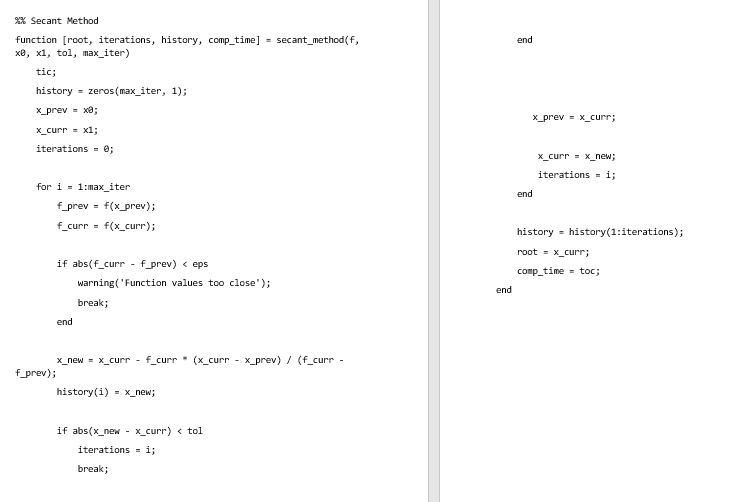 %% Secant Method
function [root, iterations, history, comp_time] = secant_method(f,
x0, x1, tol, max_iter)
tic;
history = zeros(max_iter, 1);
x_prev = x0;
x_curr = x1;
iterations = 0;
for i = 1:max_iter
f_prev = f(x_prev);
f_curr = f(x_curr);
if abs(f_curr - f_prev) < eps
warning('Function values too close');
break;
end
x_new = x_curr - f_curr * (x_curr - x_prev) / (f_curr -
f_prev);
history(i) = x_new;
if abs(x_new - x_curr) < tol
iterations = i;
break;
end
x_prev = x_curr;
x_curr = x_new;
iterations = i;
end
history = history(1:iterations);
root = x_curr;
comp_time = toc;
end